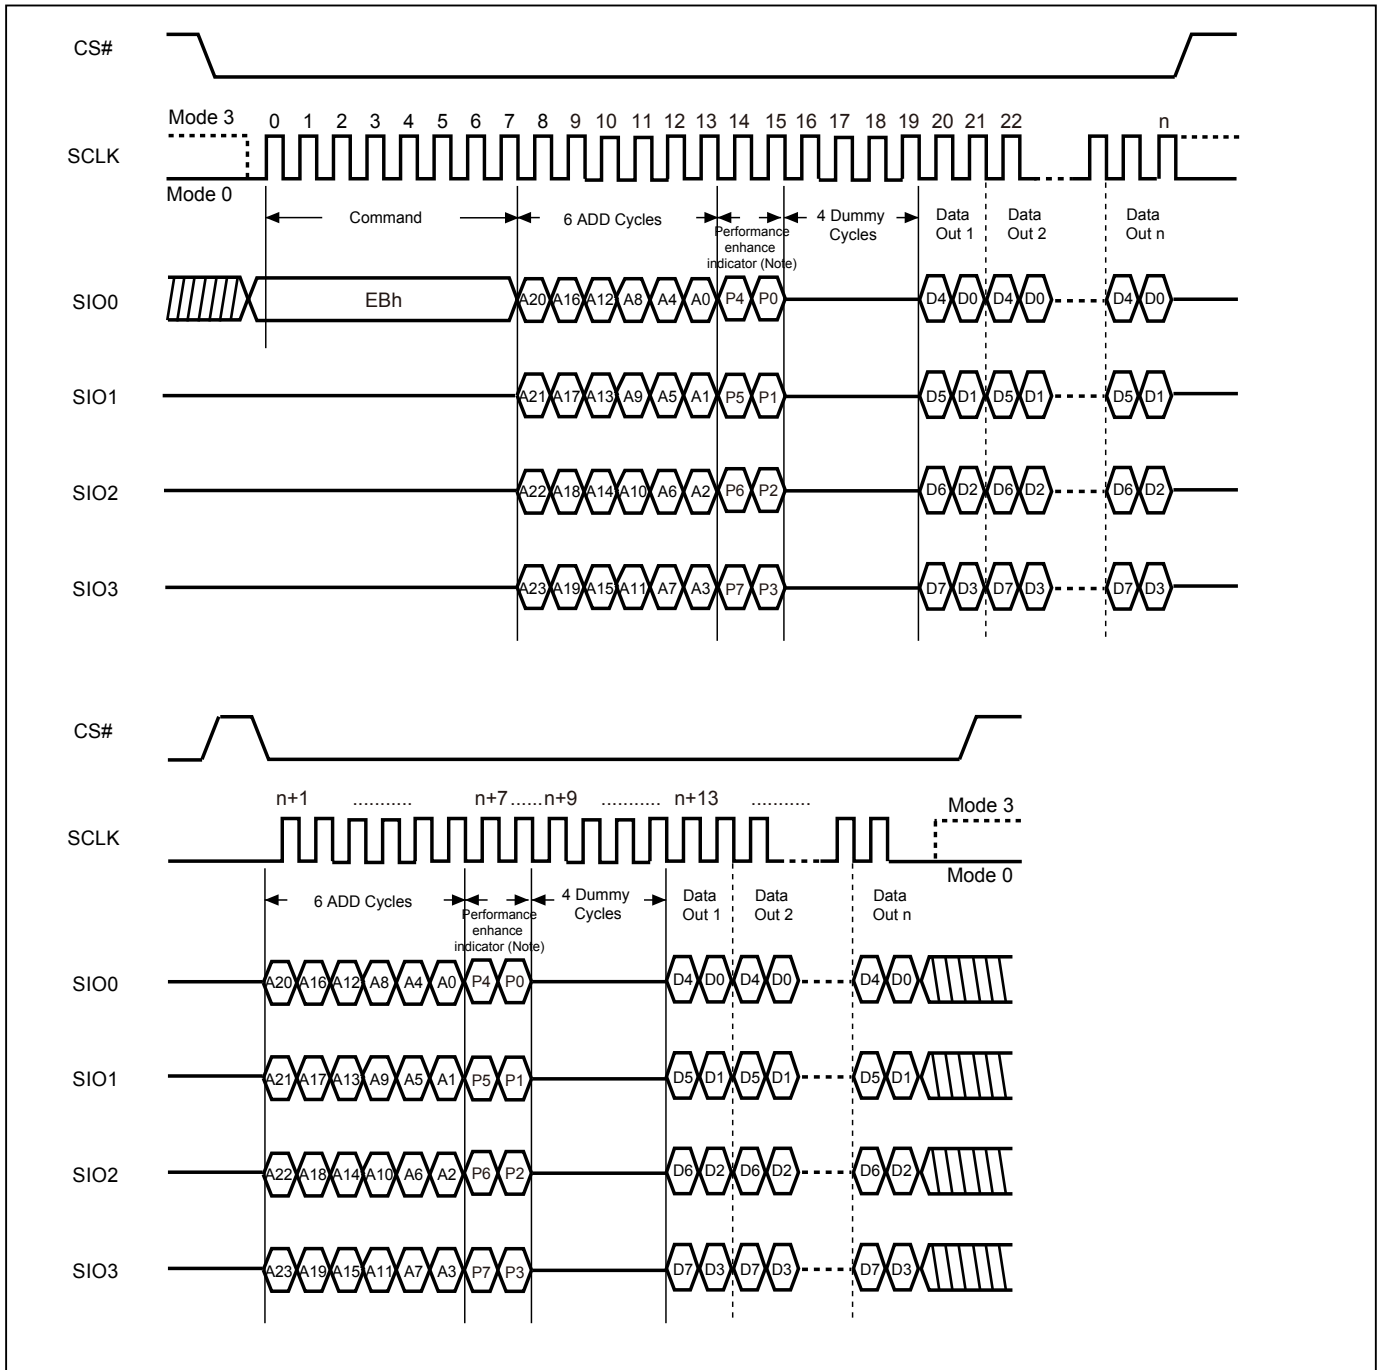 CS#
Mode 3
0 1 2 3 4 5 6 7 8 9 10 11 12 13 14 15 16 17 18 19 20 21 22 n
SCLK
Mode 0
Command
6 ADD Cycles
Performance
enhance
indicator (Note)
4 Dummy
Cycles
Data
Out 1
Data
Out 2
Data
Out n
SIO0 EBh A20 A16 A12 A8 A4 A0 P4 P0 D4 D0 D4 D0 D4 D0
SIO1 A21 A17 A13 A9 A5 A1 P5 P1 D5 D1 D5 D1 D5 D1
SIO2 A22 A18 A14 A10 A6 A2 P6 P2 D6 D2 D6 D2 D6 D2
SIO3 A23 A19 A15 A11 A7 A3 P7 P3 D7 D3 D7 D3 D7 D3
CS#
n+1 ........... n+7 ......n+9 ........... n+13 ...........
Mode 3
SCLK
Mode 0
6 ADD Cycles
Performance
enhance
indicator (Note)
4 Dummy
Cycles
Data
Out 1
Data
Out 2
Data
Out n
SIO0 A20 A16 A12 A8 A4 A0 P4 P0 D4 D0 D4 D0 D4 D0
SIO1 A21 A17 A13 A9 A5 A1 P5 P1 D5 D1 D5 D1 D5 D1
SIO2 A22 A18 A14 A10 A6 A2 P6 P2 D6 D2 D6 D2 D6 D2
SIO3 A23 A19 A15 A11 A7 A3 P7 P3 D7 D3 D7 D3 D7 D3